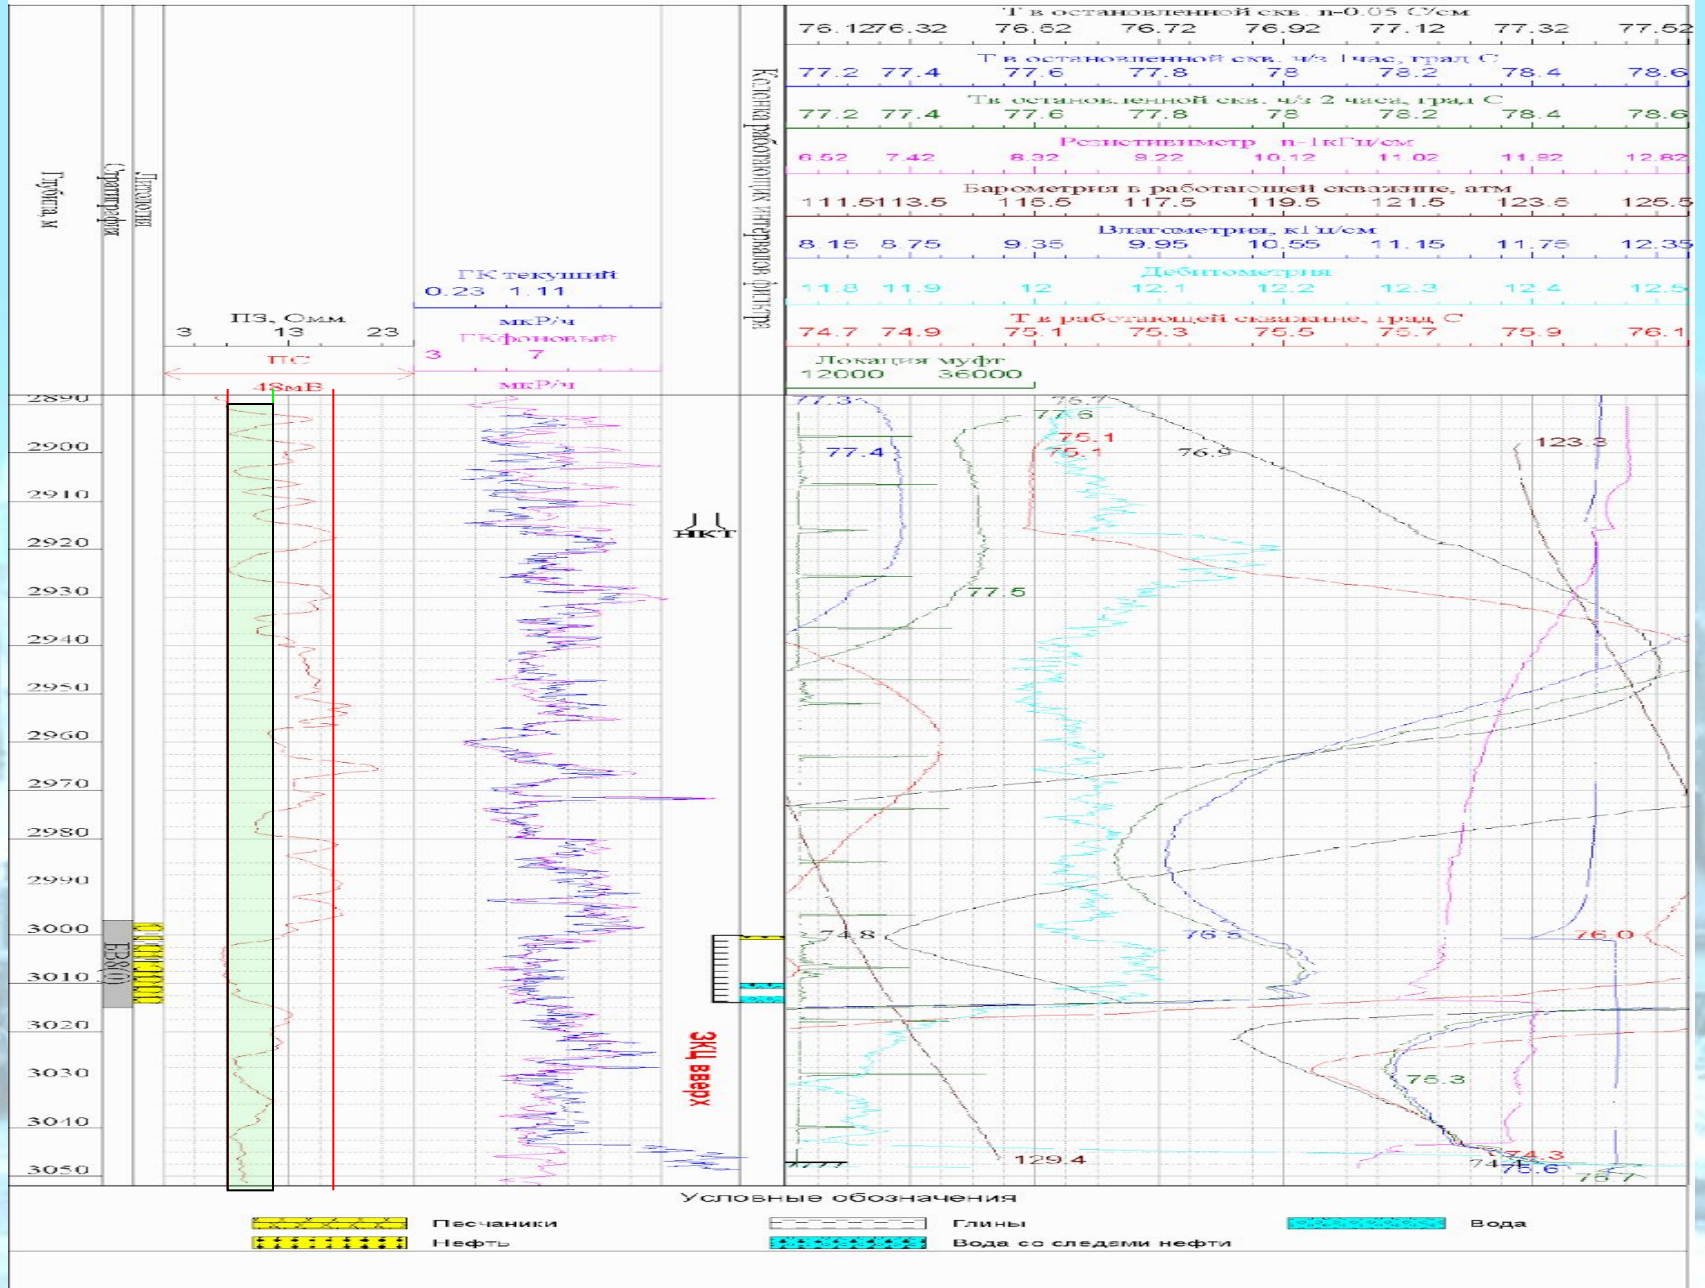 Т в остановленной скв. n-0.05 С/см
76.12 76.32 76.52 76.72 76.92 77.12 77.32 77.52
Т в остановленной скв. ч/з 1 час, град С
77.2 77.4 77.6 77.8 78 78.2 78.4 78.6
Тв остановленной скв. ч/з 2 часа, град С
77.2 77.4 77.6 77.8 78 78.2 78.4 78.6
Резистивиметр n-1кГц/см
6.52 7.42 8.32 9.22 10.12 11.02 11.92 12.82
Барометрия в работающей скважине, атм
111.5 113.5 115.5 117.5 119.5 121.5 123.5 125.5
Влагометрия, кГц/см
8.15 8.75 9.35 9.95 10.55 11.15 11.75 12.35
Дебитометрия
11.8 11.9 12 12.1 12.2 12.3 12.4 12.5
Т в работающей скважине, град С
74.7 74.9 75.1 75.3 75.5 75.7 75.9 76.1
Локация муфт
12000 36000
Глубина, м
Стратиграфия
Литология
Колонка работающих интервалов фильтра
ГК текущий
0.23 1.11
мкР/ч
ГКфоновый
3 7
мкР/ч
ПЗ, Омм
3 13 23
ПС
48мВ
2890
2900
2910
2920
2930
2940
2950
2960
2970
2980
2990
3000
3010
3020
3030
3040
3050
77.3
75.7
77.6
75.1
75.1
77.4
76.9
123.3
НКТ
77.5
74.8
76.5
76.0
ЗКЦ вверх
75.3
129.4
74.3
75.6
75.7
Условные обозначения
Песчаники
Глины
Вода
Нефть
Вода со следами нефти